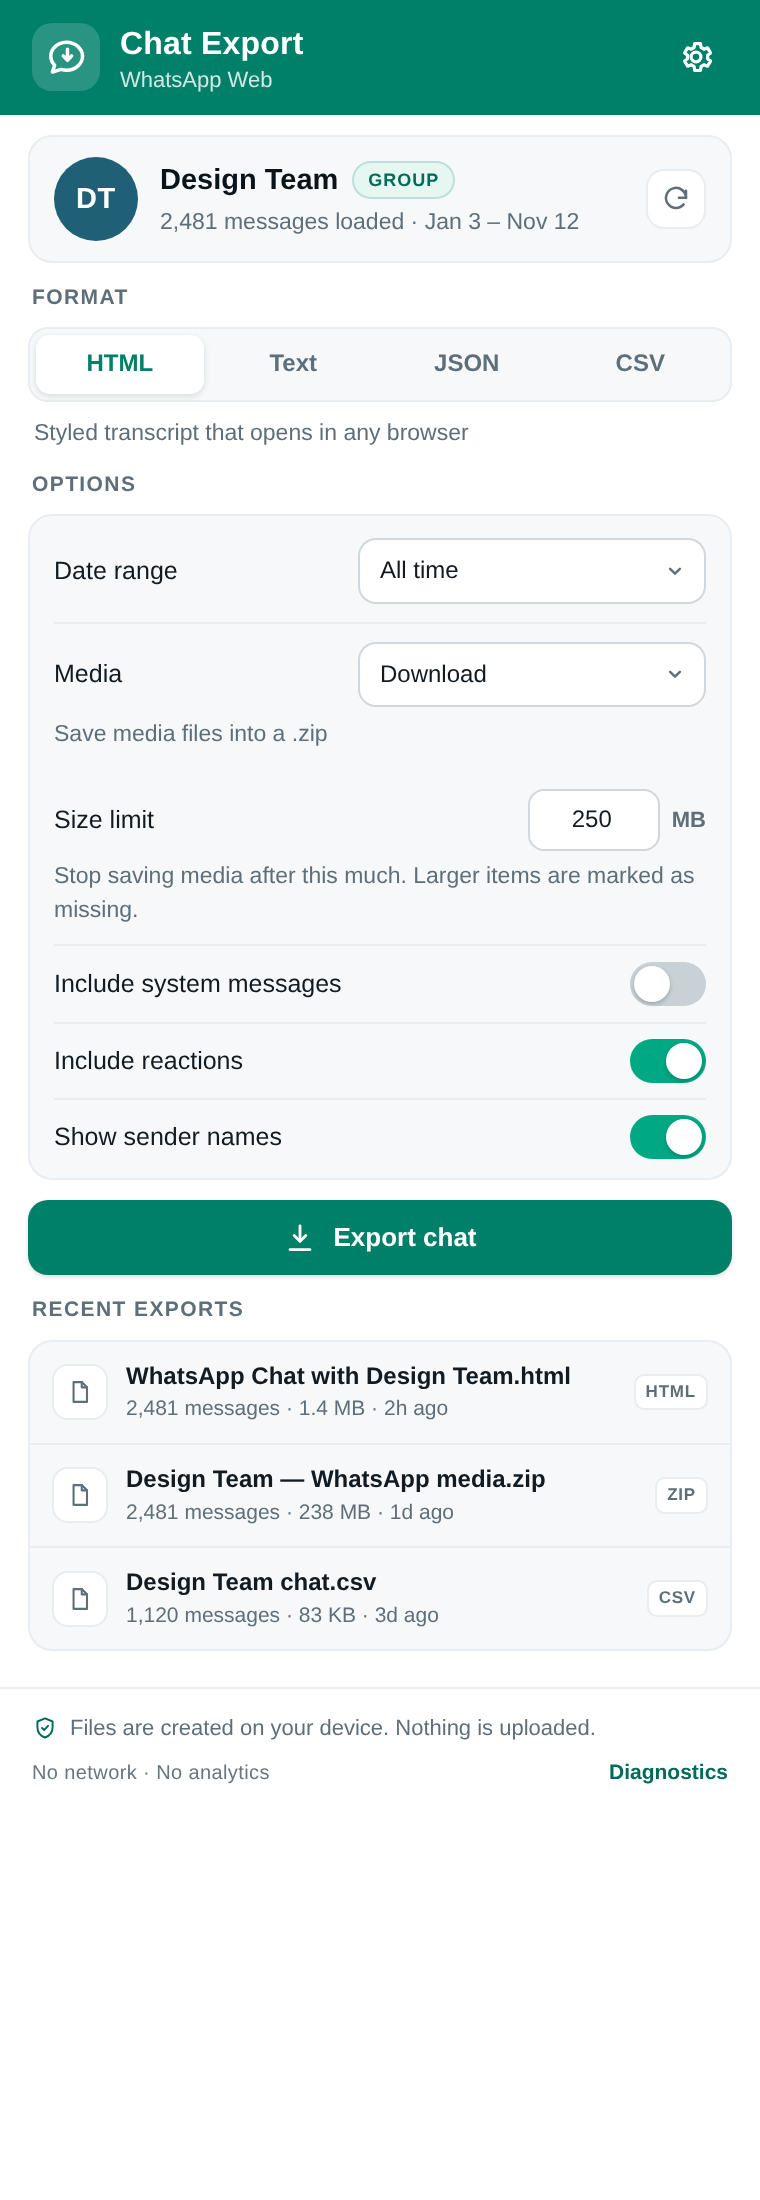 Chat Export
WhatsApp Web
DT
Design Team GROUP
2,481 messages loaded · Jan 3 – Nov 12
FORMAT
HTML Text JSON CSV
Styled transcript that opens in any browser
OPTIONS
Date range All time
Media Download
Save media files into a .zip
Size limit 250 MB
Stop saving media after this much. Larger items are marked as
missing.
Include system messages
Include reactions
Show sender names
Export chat
RECENT EXPORTS
WhatsApp Chat with Design Team.html
2,481 messages · 1.4 MB · 2h ago
HTML
Design Team — WhatsApp media.zip
2,481 messages · 238 MB · 1d ago
ZIP
Design Team chat.csv
1,120 messages · 83 KB · 3d ago
CSV
Files are created on your device. Nothing is uploaded.
No network · No analytics Diagnostics